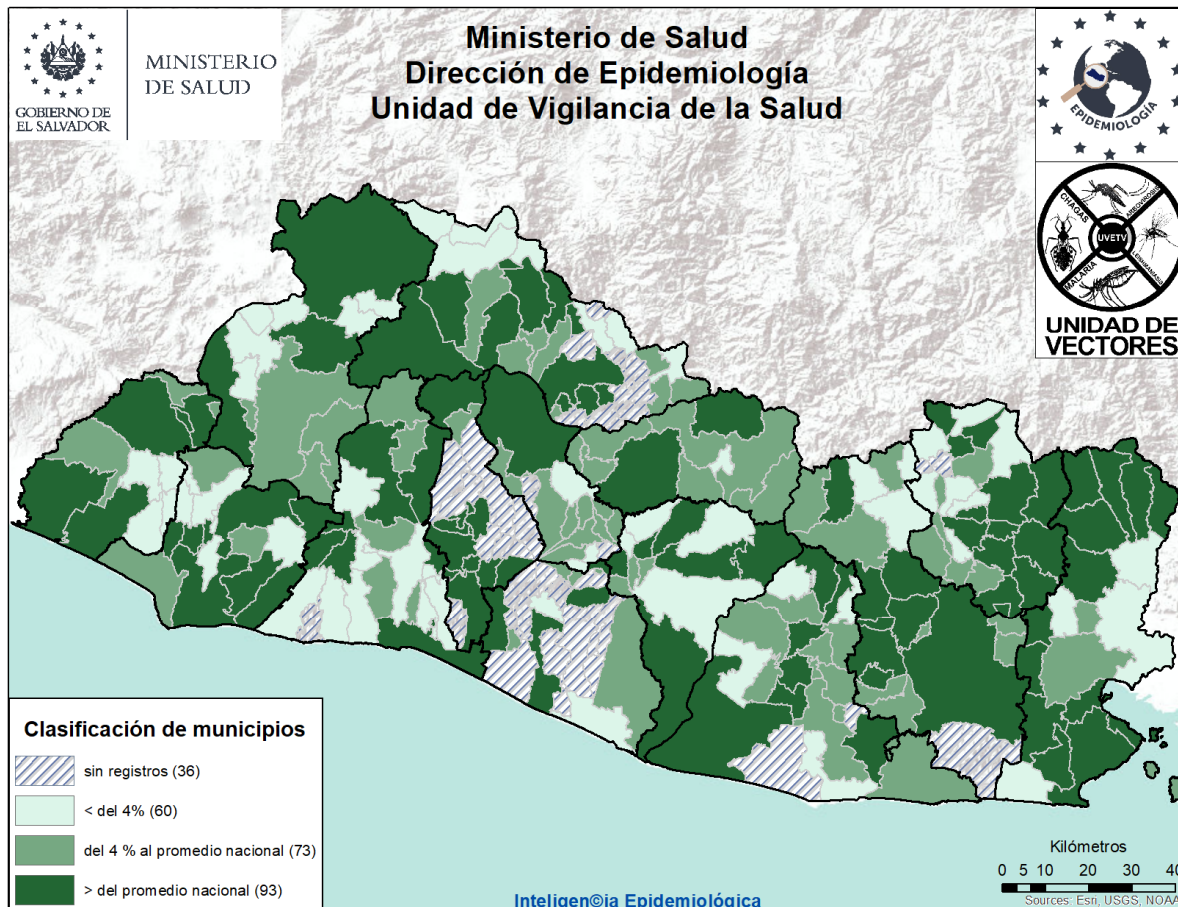 GOBIERNO DE
EL SALVADOR
MINISTERIO
DE SALUD
Ministerio de Salud
Dirección de Epidemiología
Unidad de Vigilancia de la Salud
EPIDEMIOLOGÍA
CHAGAS
ARBOVIROSIS
UVETV
MALARIA
LEISHMANIASIS
UNIDAD DE
VECTORES
Clasificación de municipios
sin registros (36)
< del 4% (60)
del 4 % al promedio nacional (73)
> del promedio nacional (93)
Inteligen©ia Epidemiológica
Kilómetros
0 5 10 20 30 40
Sources: Esri, USGS, NOAA